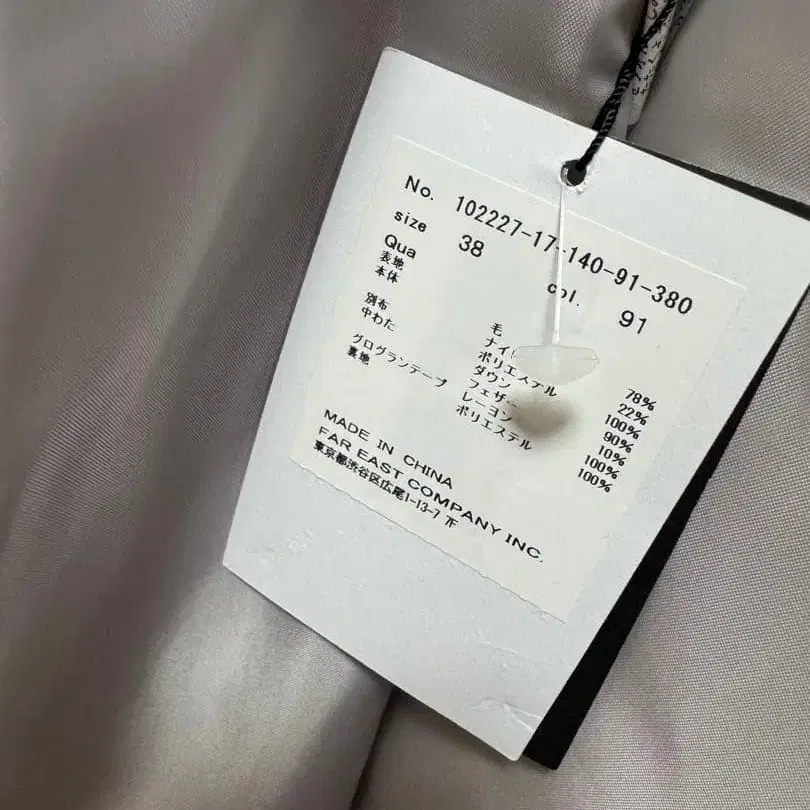 No. 102227-17-140-91-380
size 38 col. 91
Qua
表地
本体 毛 78%
22%
別布 ポリエステル 100%
中わた ダウン 90%
フェザー 10%
グログランテープ レーヨン 100%
裏地 ポリエステル 100%
MADE IN CHINA
FAR EAST COMPANY INC.
東京都渋谷区広尾1-13-7 7F